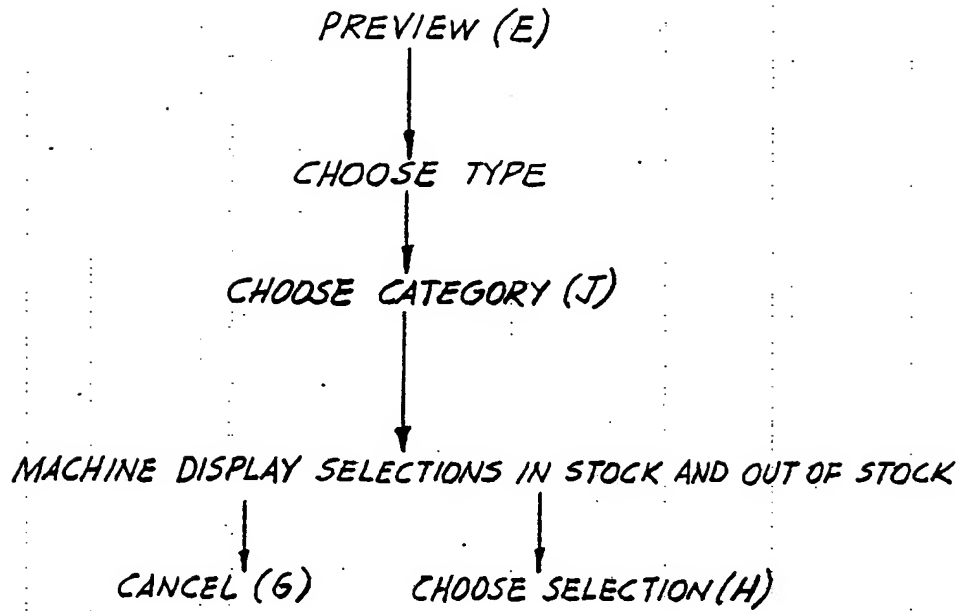 PREVIEW (E)
CHOOSE TYPE
CHOOSE CATEGORY (J)
MACHINE DISPLAY SELECTIONS IN STOCK AND OUT OF STOCK
CANCEL (G)
CHOOSE SELECTION (H)